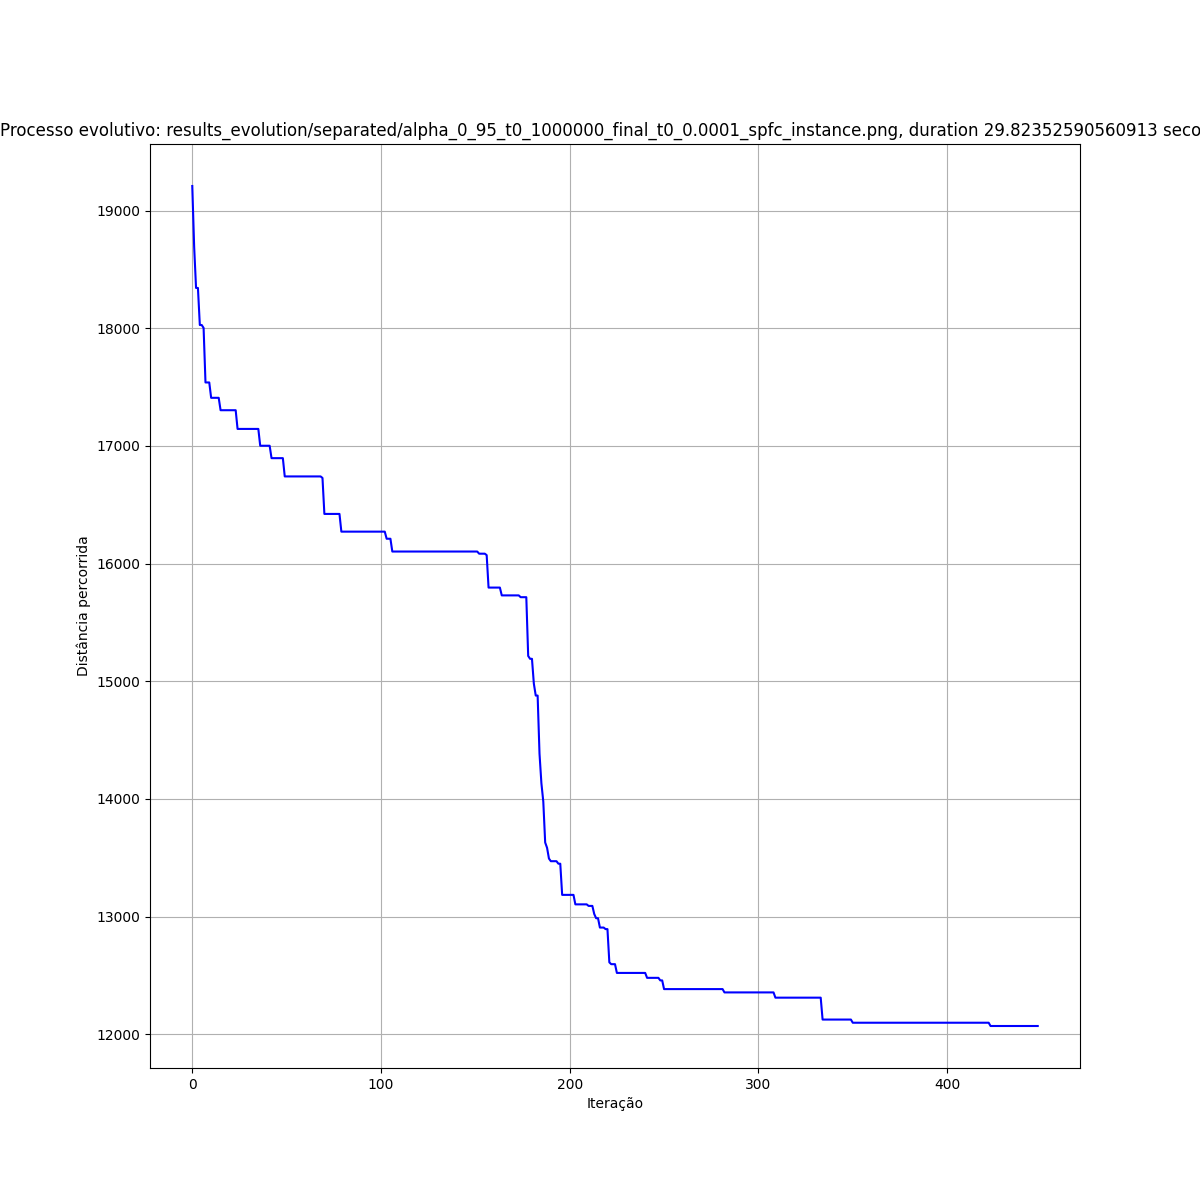 Processo evolutivo: results_evolution/separated/alpha_0_95_t0_1000000_final_t0_0.0001_spfc_instance.png, duration 29.82352590560913 seco
19000
18000
17000
16000
15000
14000
13000
12000
Distância percorrida
0 100 200 300 400
Iteração